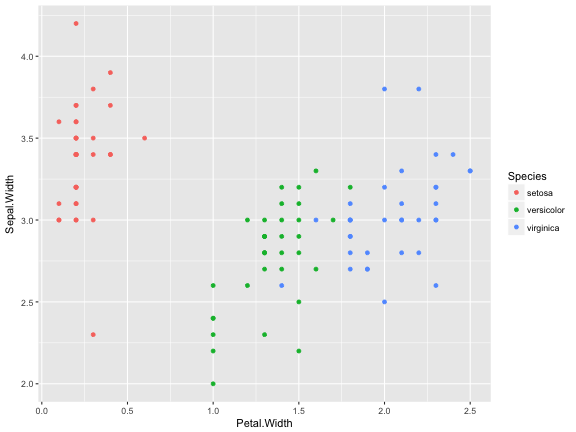 4.0
3.5
3.0
2.5
2.0
Sepal.Width
0.0 0.5 1.0 1.5 2.0 2.5
Petal.Width
Species
setosa
versicolor
virginica